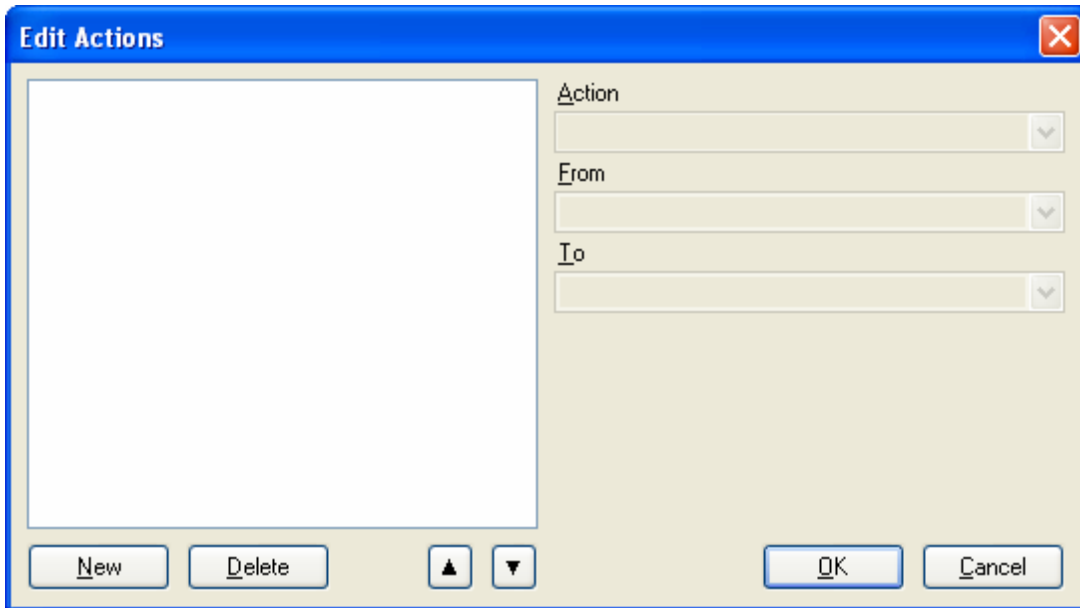 Edit Actions
Action
From
To
New Delete ▲ ▼ OK Cancel